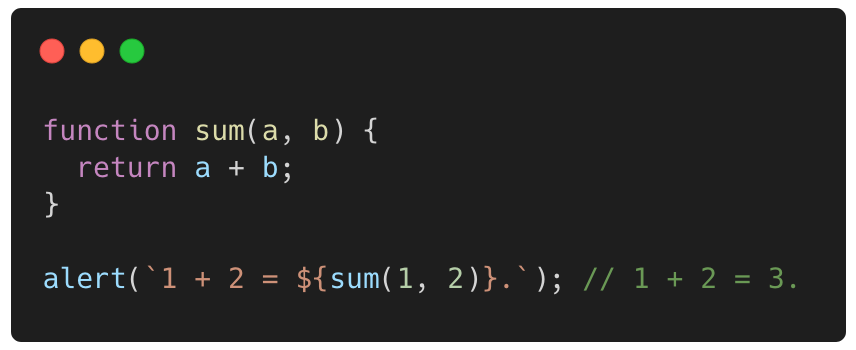 function sum(a, b) {
  return a + b;
}

alert(`1 + 2 = ${sum(1, 2)}.`); // 1 + 2 = 3.